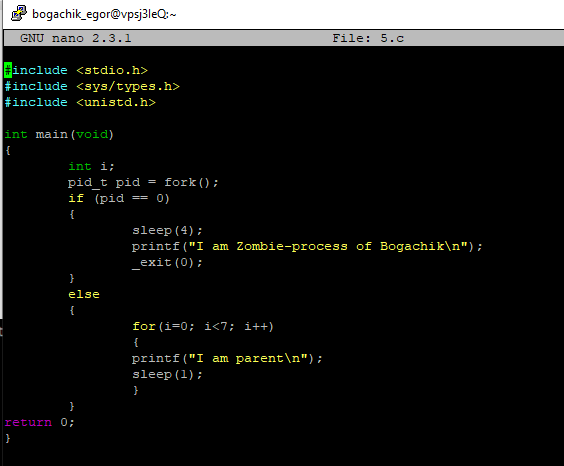 bogachik_egor@vpsj3leQ:~
GNU nano 2.3.1 File: 5.c
#include <stdio.h>
#include <sys/types.h>
#include <unistd.h>
int main(void)
{
int i;
pid_t pid = fork();
if (pid == 0)
{
sleep(4);
printf("I am Zombie-process of Bogachik\n");
_exit(0);
}
else
{
for(i=0; i<7; i++)
{
printf("I am parent\n");
sleep(1);
}
}
return 0;
}